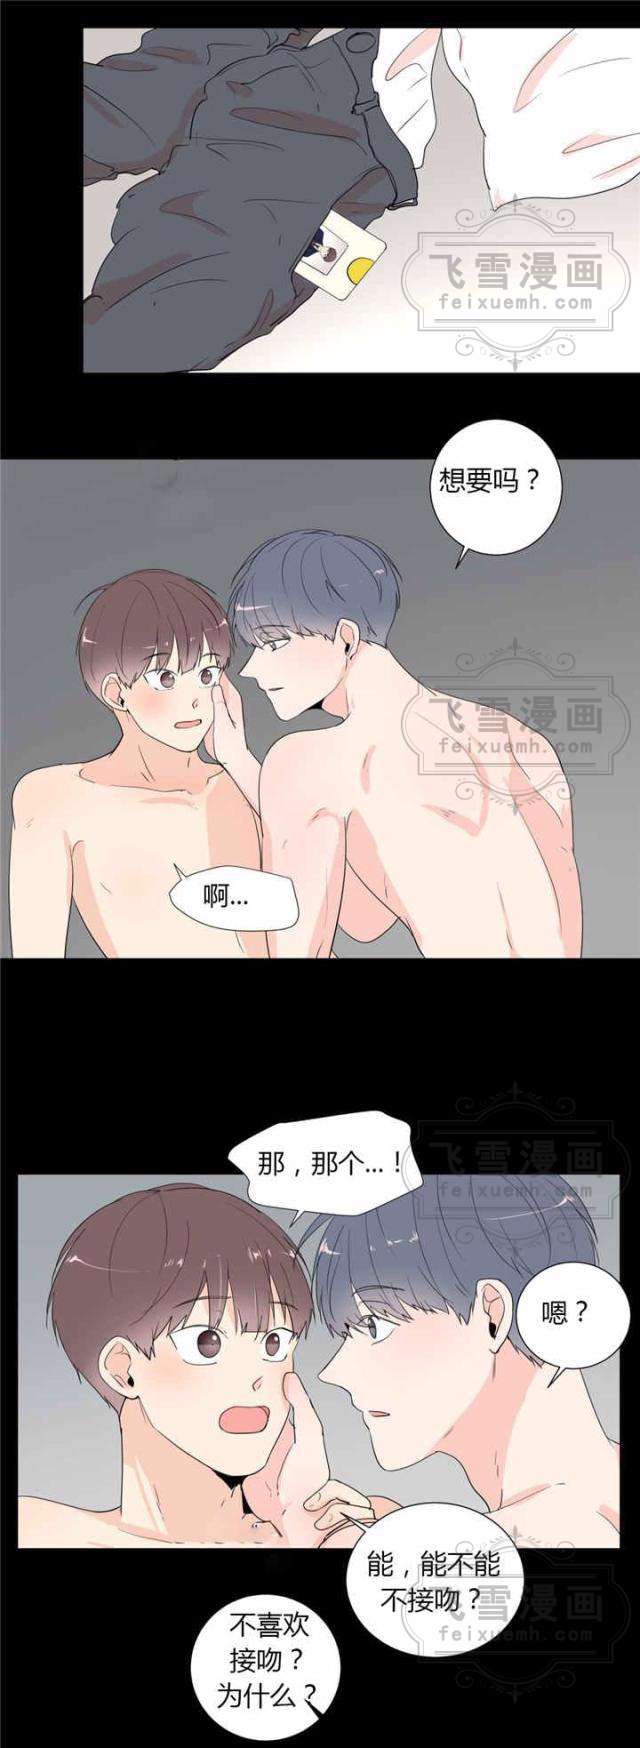 飞雪漫画
feixuemh.com
想要吗？
飞雪漫画
feixuemh.com
啊...
那，那个...！
飞雪漫画
feixuemh.com
嗯？
能，能不能
不接吻？
飞雪漫画
feixuemh.com
不喜欢
接吻？
为什么？